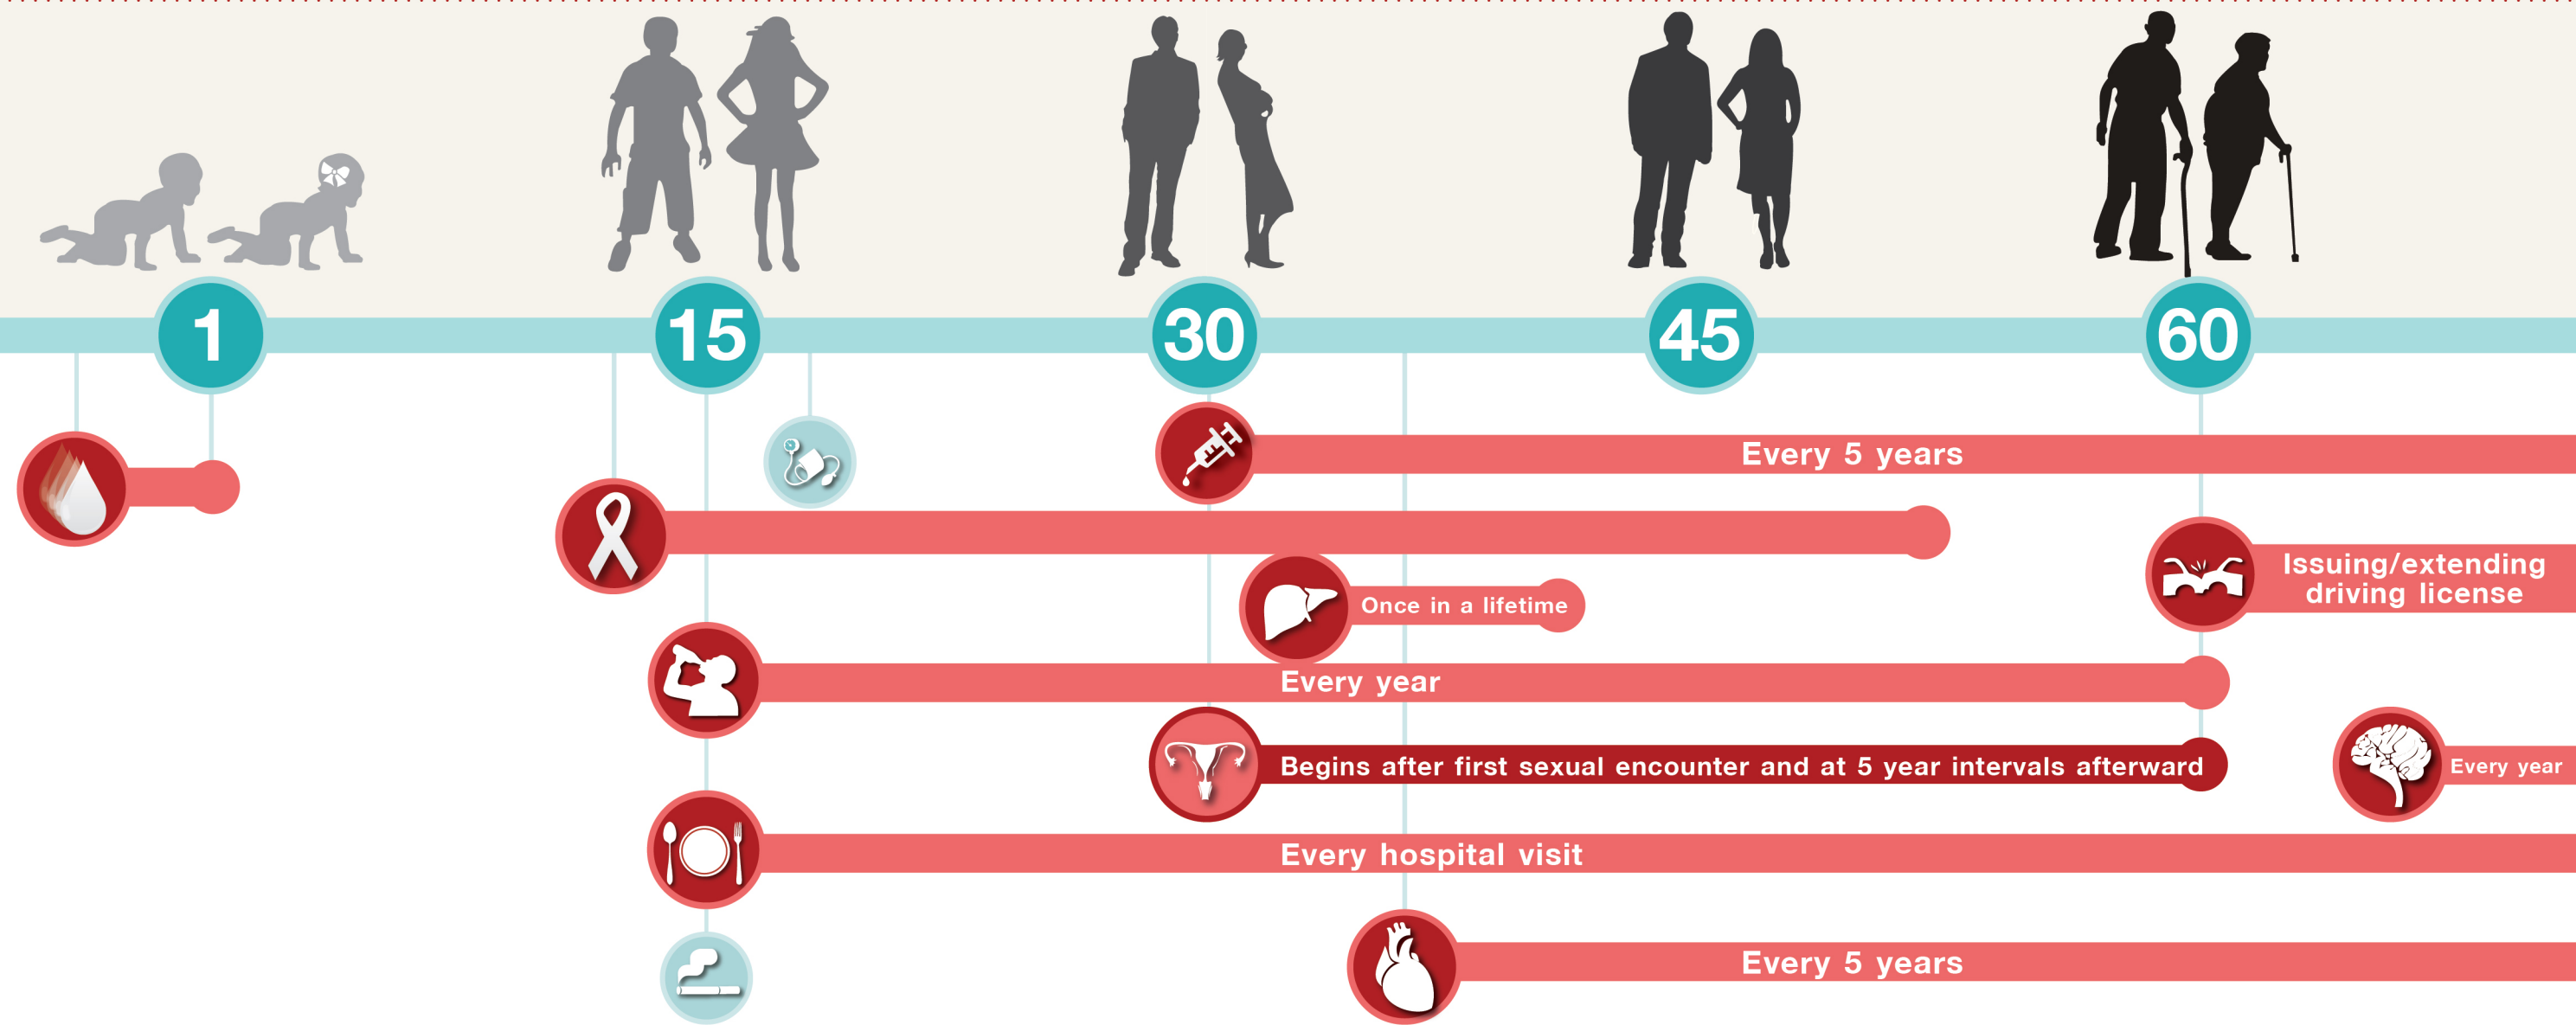 1
15
30
45
60
Every 5 years
Issuing/extending
driving license
Once in a lifetime
Every year
Begins after first sexual encounter and at 5 year intervals afterward
Every year
Every hospital visit
Every 5 years